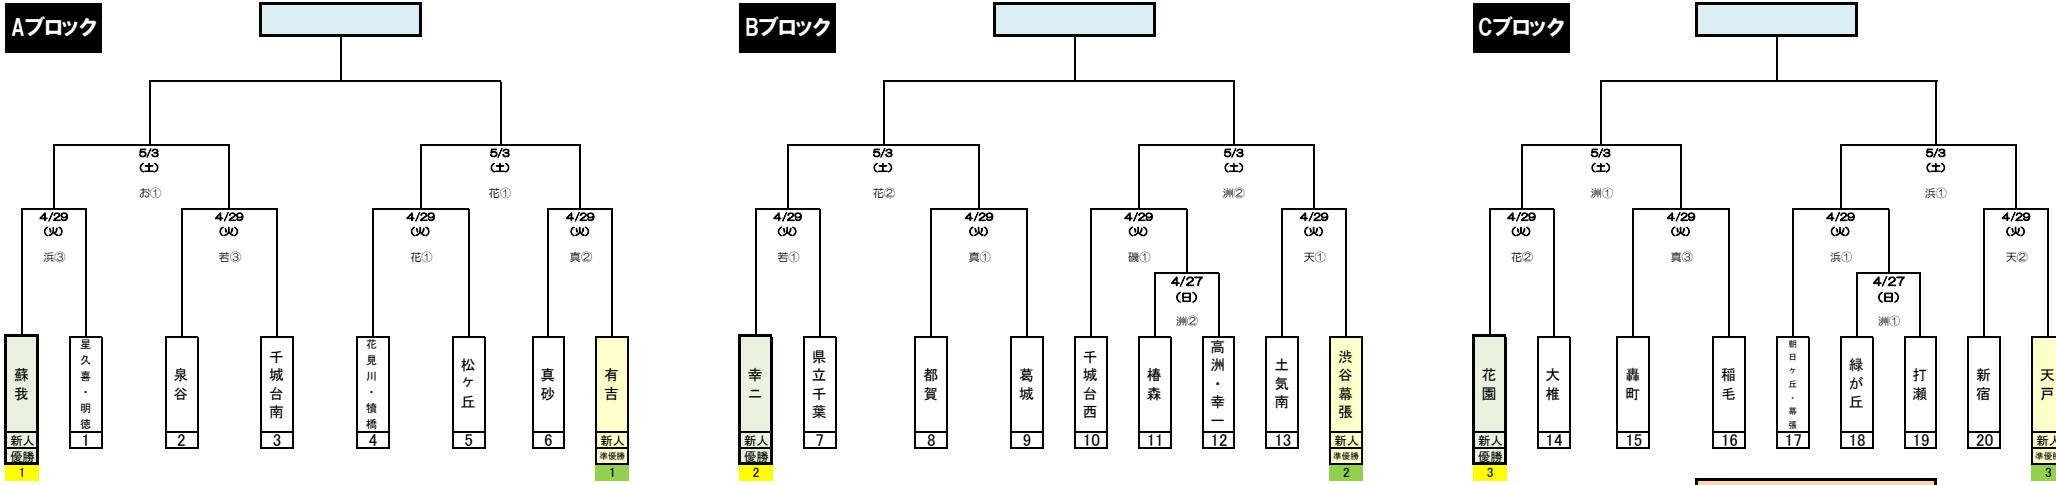 Aブロック
Bブロック
Cブロック
5/3
(土)
お①
5/3
(土)
花①
5/3
(土)
花②
5/3
(土)
洲②
5/3
(土)
洲①
5/3
(土)
浜①
4/29
(火)
浜③
4/29
(火)
若③
4/29
(火)
花①
4/29
(火)
真②
4/29
(火)
若①
4/29
(火)
真①
4/29
(火)
磯①
4/29
(火)
天①
4/29
(火)
花②
4/29
(火)
真③
4/29
(火)
浜①
4/29
(火)
天②
4/27
(日)
洲②
4/27
(日)
洲①
蘇我
新人
優勝
1
星久喜・明徳
1
泉谷
2
千城台南
3
花見川・犢橋
4
松ヶ丘
5
真砂
6
有吉
新人
準優勝
1
幸二
新人
優勝
2
県立千葉
7
都賀
8
葛城
9
千城台西
10
椿森
11
高洲・幸一
12
土気南
13
渋谷幕張
新人
準優勝
2
花園
新人
優勝
3
大椎
14
轟町
15
稲毛
16
朝日ケ丘・幕張
17
緑が丘
18
打瀬
19
新宿
20
天戸
新人
準優勝
3